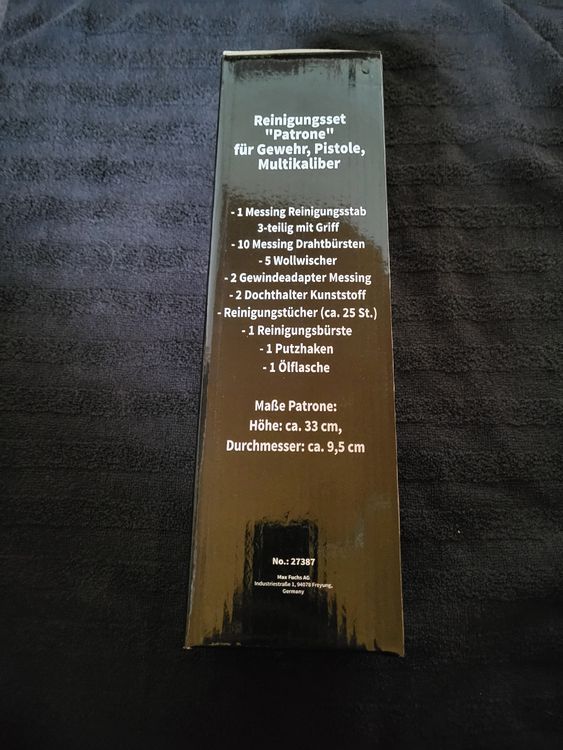 Reinigungsset
"Patrone"
für Gewehr, Pistole,
Multikaliber
- 1 Messing Reinigungsstab
3-teilig mit Griff
- 10 Messing Drahtbürsten
- 5 Wollwischer
- 2 Gewindeadapter Messing
- 2 Dochthalter Kunststoff
- Reinigungstücher (ca. 25 St.)
- 1 Reinigungsbürste
- 1 Putzhaken
- 1 Ölflasche
Maße Patrone:
Höhe: ca. 33 cm,
Durchmesser: ca. 9,5 cm
No.: 27387
Max Fuchs AG
Industriestraße 1, 94078 Freyung,
Germany